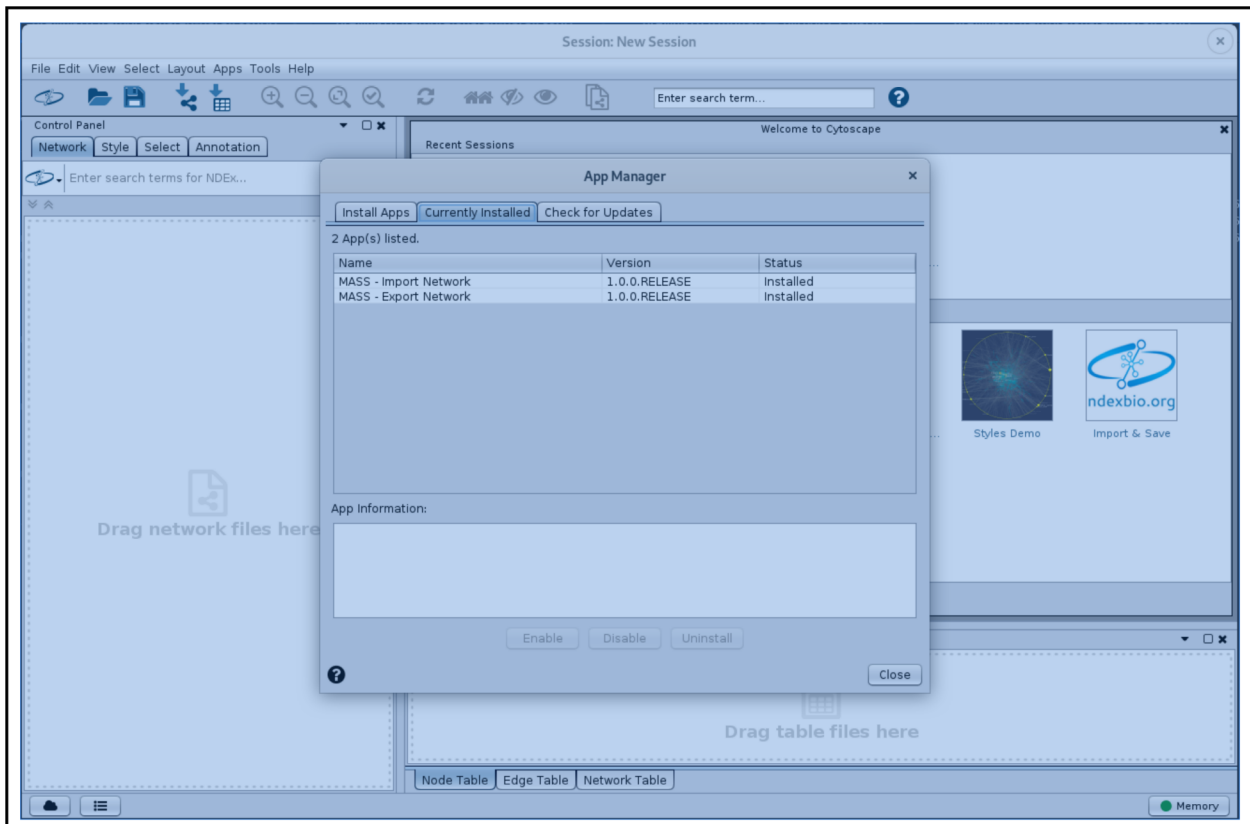 Session: New Session
File Edit View Select Layout Apps Tools Help
Enter search term...
Control Panel
Welcome to Cytoscape
Network Style Select Annotation
Recent Sessions
Enter search terms for NDEx...
App Manager
Install Apps Currently Installed Check for Updates
2 App(s) listed.
Name Version Status
MASS - Import Network 1.0.0.RELEASE Installed
MASS - Export Network 1.0.0.RELEASE Installed
ndexbio.org
... Styles Demo Import & Save
App Information:
Drag network files here
Enable Disable Uninstall
Close
Drag table files here
Node Table Edge Table Network Table
Memory